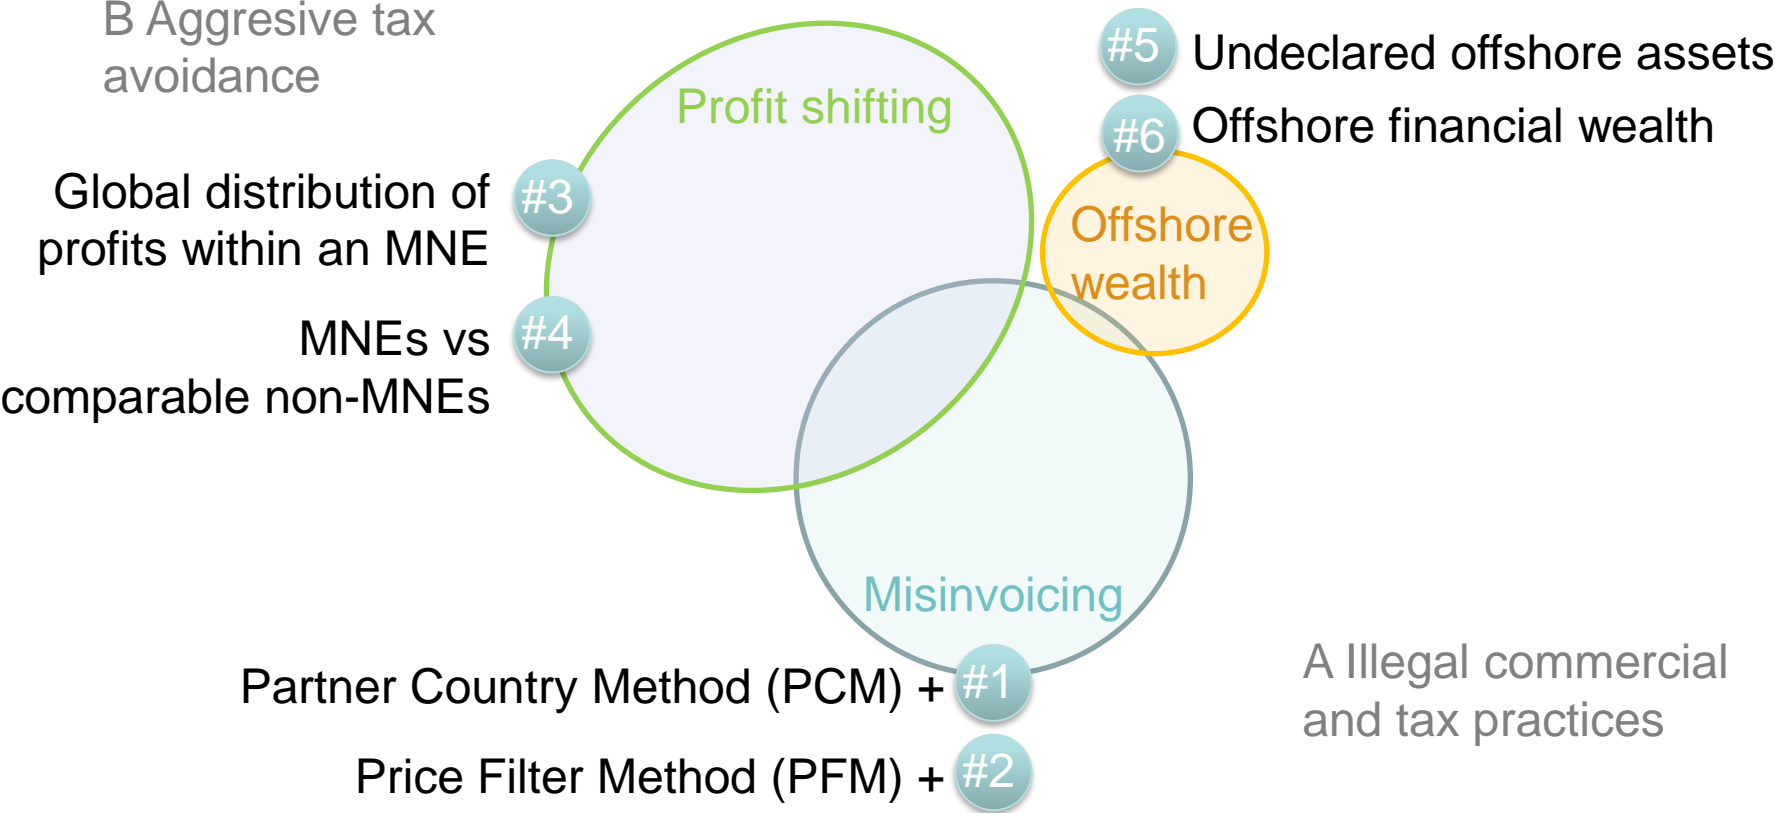 B Aggresive tax
avoidance
Profit shifting
#5 Undeclared offshore assets
#6 Offshore financial wealth
Global distribution of
profits within an MNE
#3
Offshore
wealth
MNEs vs
comparable non-MNEs
#4
Misinvoicing
Partner Country Method (PCM) + #1
Price Filter Method (PFM) + #2
A Illegal commercial
and tax practices